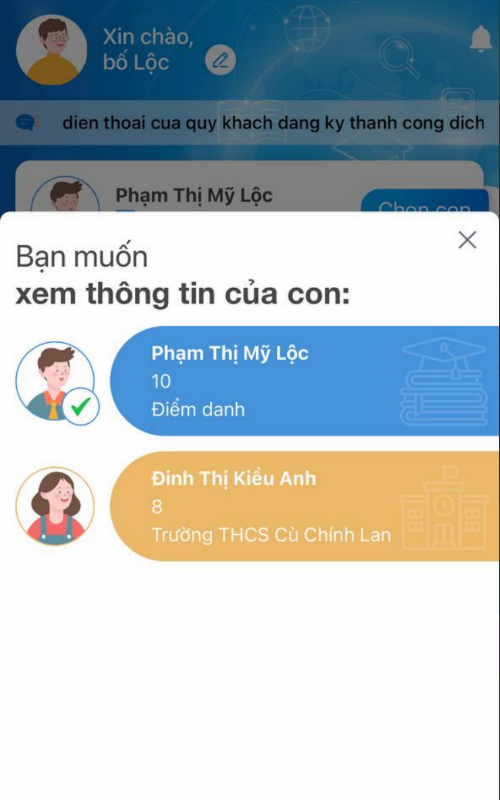 Xin chào,
bố Lộc
dien thoai cua quy khach dang ky thanh cong dich
Phạm Thị Mỹ Lộc
Chọn con
Bạn muốn
xem thông tin của con:
Phạm Thị Mỹ Lộc
10
Điểm danh
Đinh Thị Kiều Anh
8
Trường THCS Cù Chính Lan